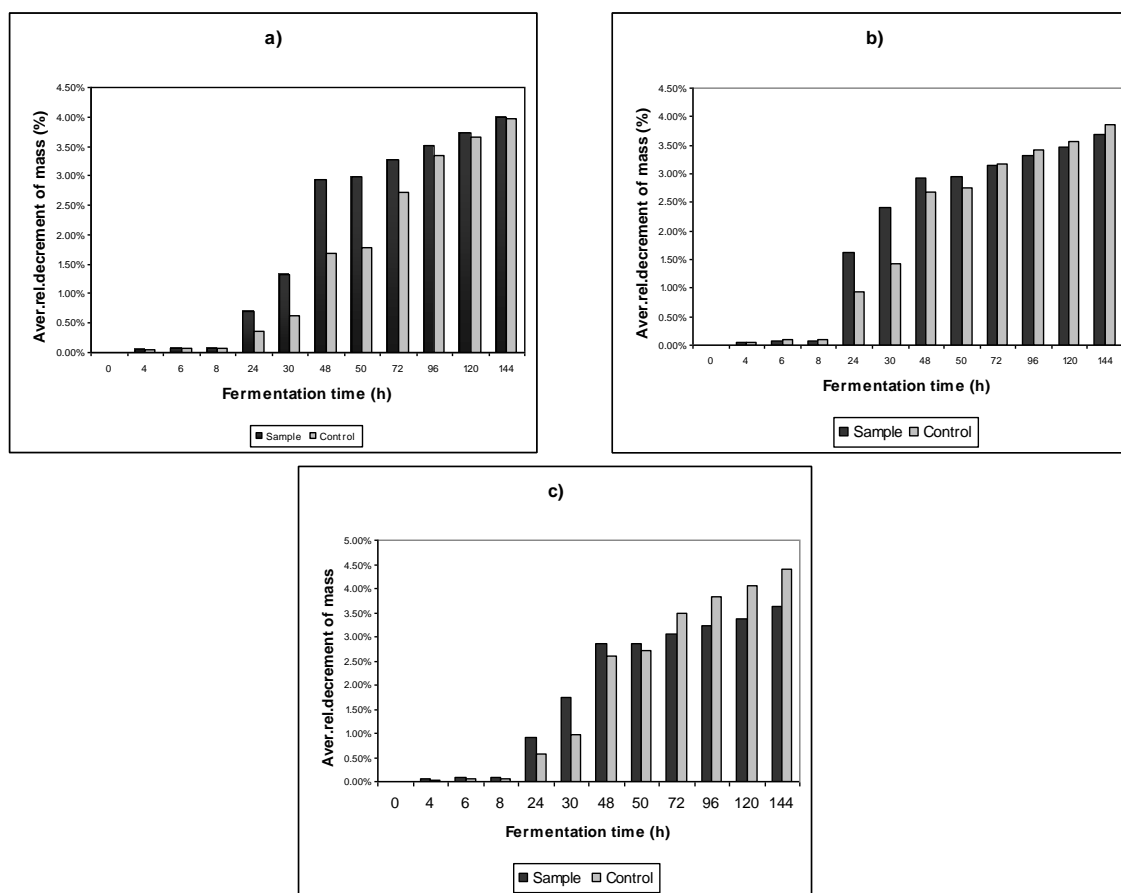 a)
Aver.rel.decrement of mass (%)
4.50%
4.00%
3.50%
3.00%
2.50%
2.00%
1.50%
1.00%
0.50%
0.00%
0 4 6 8 24 30 48 50 72 96 120 144
Fermentation time (h)
Sample Control
b)
Aver.rel.decrement of mass (%)
4.50%
4.00%
3.50%
3.00%
2.50%
2.00%
1.50%
1.00%
0.50%
0.00%
0 4 6 8 24 30 48 50 72 96 120 144
Fermentation time (h)
Sample Control
c)
Aver.rel.decrement of mass
5.00%
4.50%
4.00%
3.50%
3.00%
2.50%
2.00%
1.50%
1.00%
0.50%
0.00%
0 4 6 8 24 30 48 50 72 96 120 144
Fermentation time (h)
Sample Control